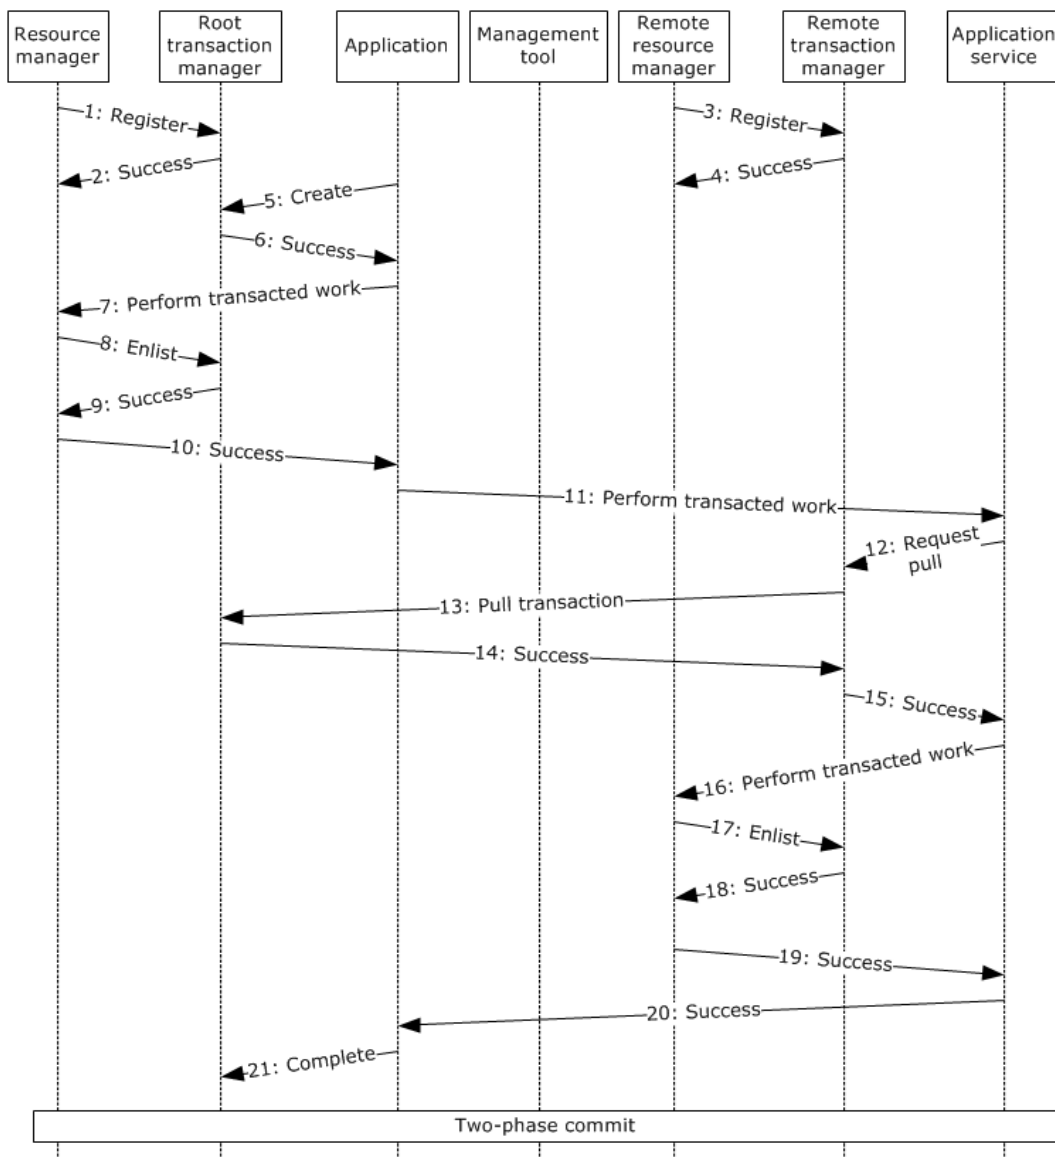 Resource
manager
Root
transaction
manager
Application
Management
tool
Remote
resource
manager
Remote
transaction
manager
Application
service
1: Register
3: Register
2: Success
4: Success
5: Create
6: Success
7: Perform transacted work
8: Enlist
9: Success
10: Success
11: Perform transacted work
12: Request
pull
13: Pull transaction
14: Success
15: Success
16: Perform transacted work
17: Enlist
18: Success
19: Success
20: Success
21: Complete
Two-phase commit